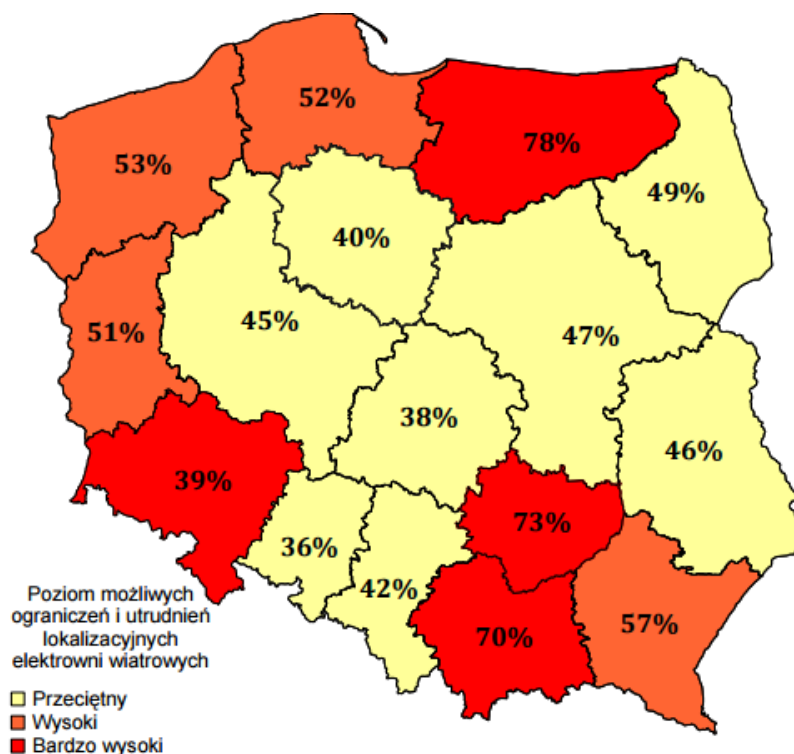 52%
53%
78%
49%
40%
45%
51%
47%
38%
46%
39%
73%
36%
42%
57%
70%
Poziom możliwych
ograniczeń i utrudnień
lokalizacyjnych
elektrowni wiatrowych
Przeciętny
Wysoki
Bardzo wysoki